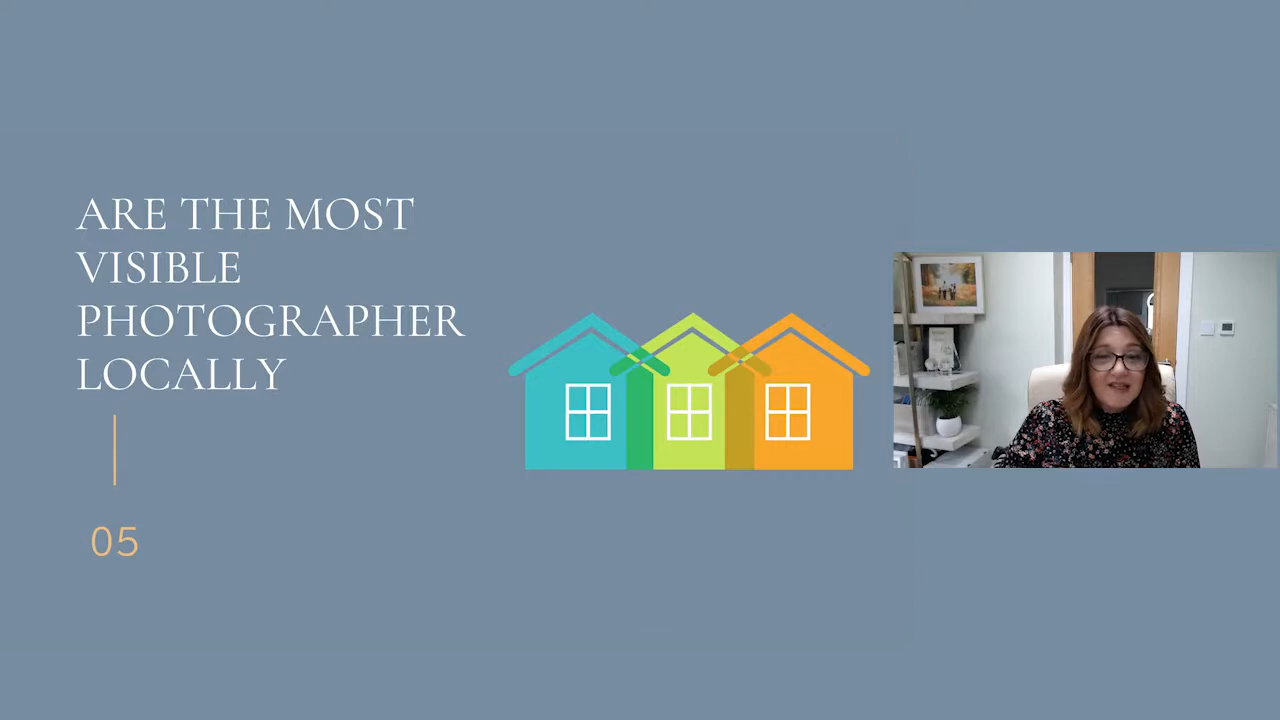 ARE THE MOST
VISIBLE
PHOTOGRAPHER
LOCALLY
05